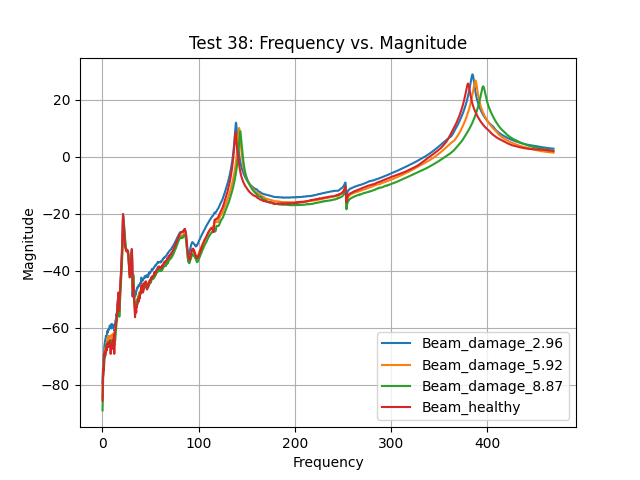 Test 38: Frequency vs. Magnitude
Magnitude
20
0
−20
−40
−60
−80
0
100
200
300
400
Frequency
Beam_damage_2.96
Beam_damage_5.92
Beam_damage_8.87
Beam_healthy